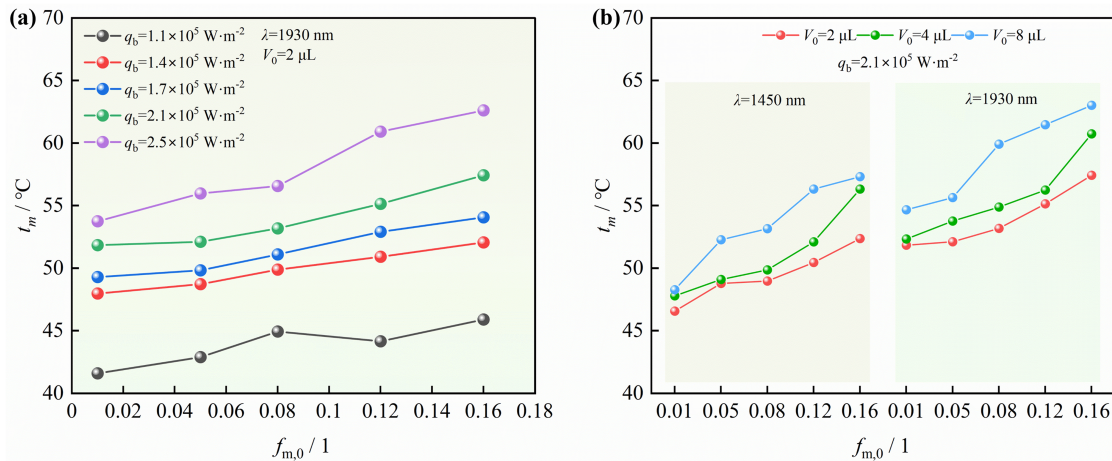 (a)
70
65
60
55
50
45
40
t_m / °C
q_b=1.1×10^5 W·m^-2
q_b=1.4×10^5 W·m^-2
q_b=1.7×10^5 W·m^-2
q_b=2.1×10^5 W·m^-2
q_b=2.5×10^5 W·m^-2
λ=1930 nm
V_0=2 μL
0 0.02 0.04 0.06 0.08 0.10 0.12 0.14 0.16 0.18
f_m,0 / 1
(b)
70
65
60
55
50
45
40
t_m / °C
V_0=2 μL V_0=4 μL V_0=8 μL
q_b=2.1×10^5 W·m^-2
λ=1450 nm
λ=1930 nm
0.01 0.05 0.08 0.12 0.16 0.01 0.05 0.08 0.12 0.16
f_m,0 / 1